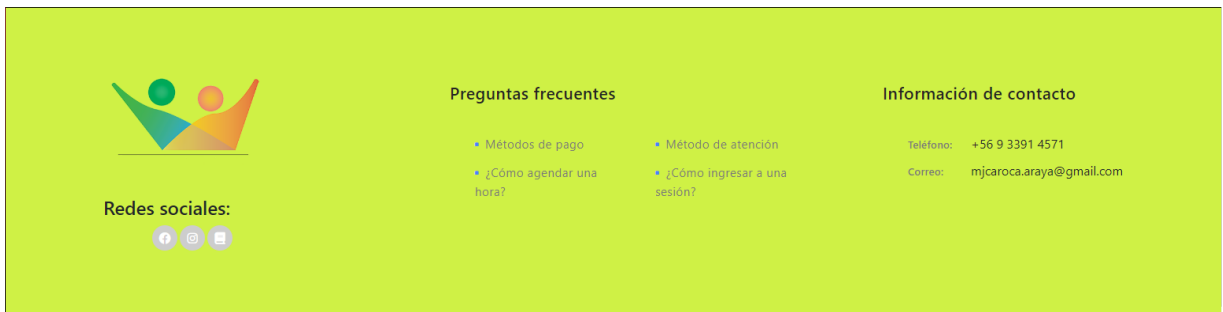 Redes sociales:
Preguntas frecuentes
Métodos de pago
¿Cómo agendar una
hora?
Método de atención
¿Cómo ingresar a una
sesión?
Información de contacto
Teléfono: +56 9 3391 4571
Correo: mjcaroca.araya@gmail.com